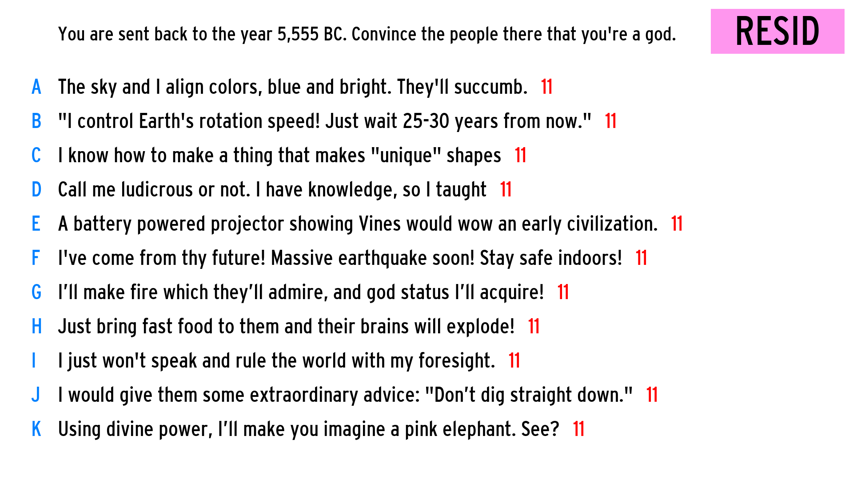 You are sent back to the year 5,555 BC. Convince the people there that you're a god.
RESID
A The sky and I align colors, blue and bright. They'll succumb. 11
B "I control Earth's rotation speed! Just wait 25-30 years from now." 11
C I know how to make a thing that makes "unique" shapes 11
D Call me ludicrous or not. I have knowledge, so I taught 11
E A battery powered projector showing Vines would wow an early civilization. 11
F I've come from thy future! Massive earthquake soon! Stay safe indoors! 11
G I’ll make fire which they’ll admire, and god status I’ll acquire! 11
H Just bring fast food to them and their brains will explode! 11
I I just won't speak and rule the world with my foresight. 11
J I would give them some extraordinary advice: "Don’t dig straight down." 11
K Using divine power, I’ll make you imagine a pink elephant. See? 11